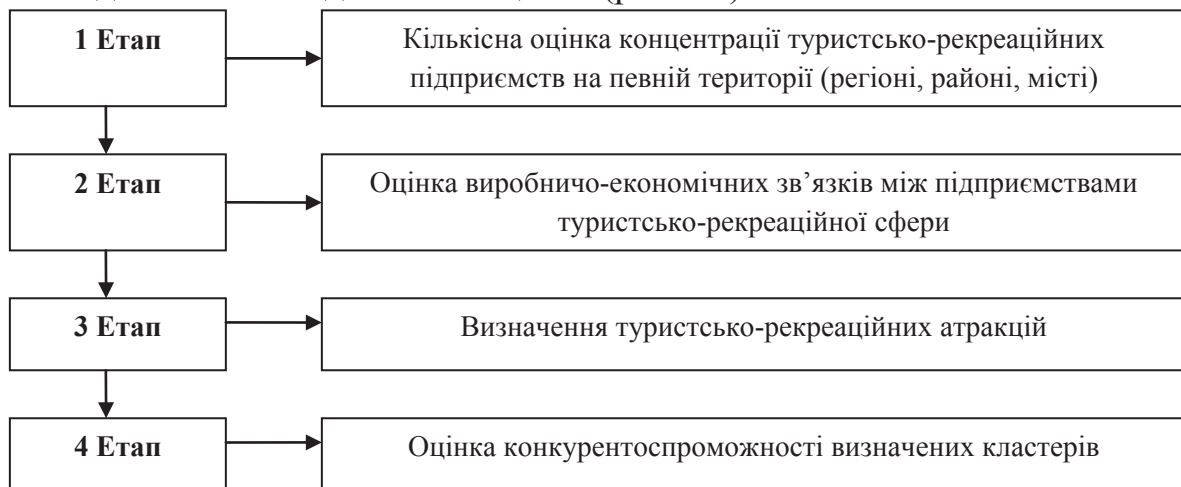 1 Етап
Кількісна оцінка концентрації туристсько-рекреаційних
підприємств на певній території (регіоні, районі, місті)
2 Етап
Оцінка виробничо-економічних зв’язків між підприємствами
туристсько-рекреаційної сфери
3 Етап
Визначення туристсько-рекреаційних атракцій
4 Етап
Оцінка конкурентоспроможності визначених кластерів